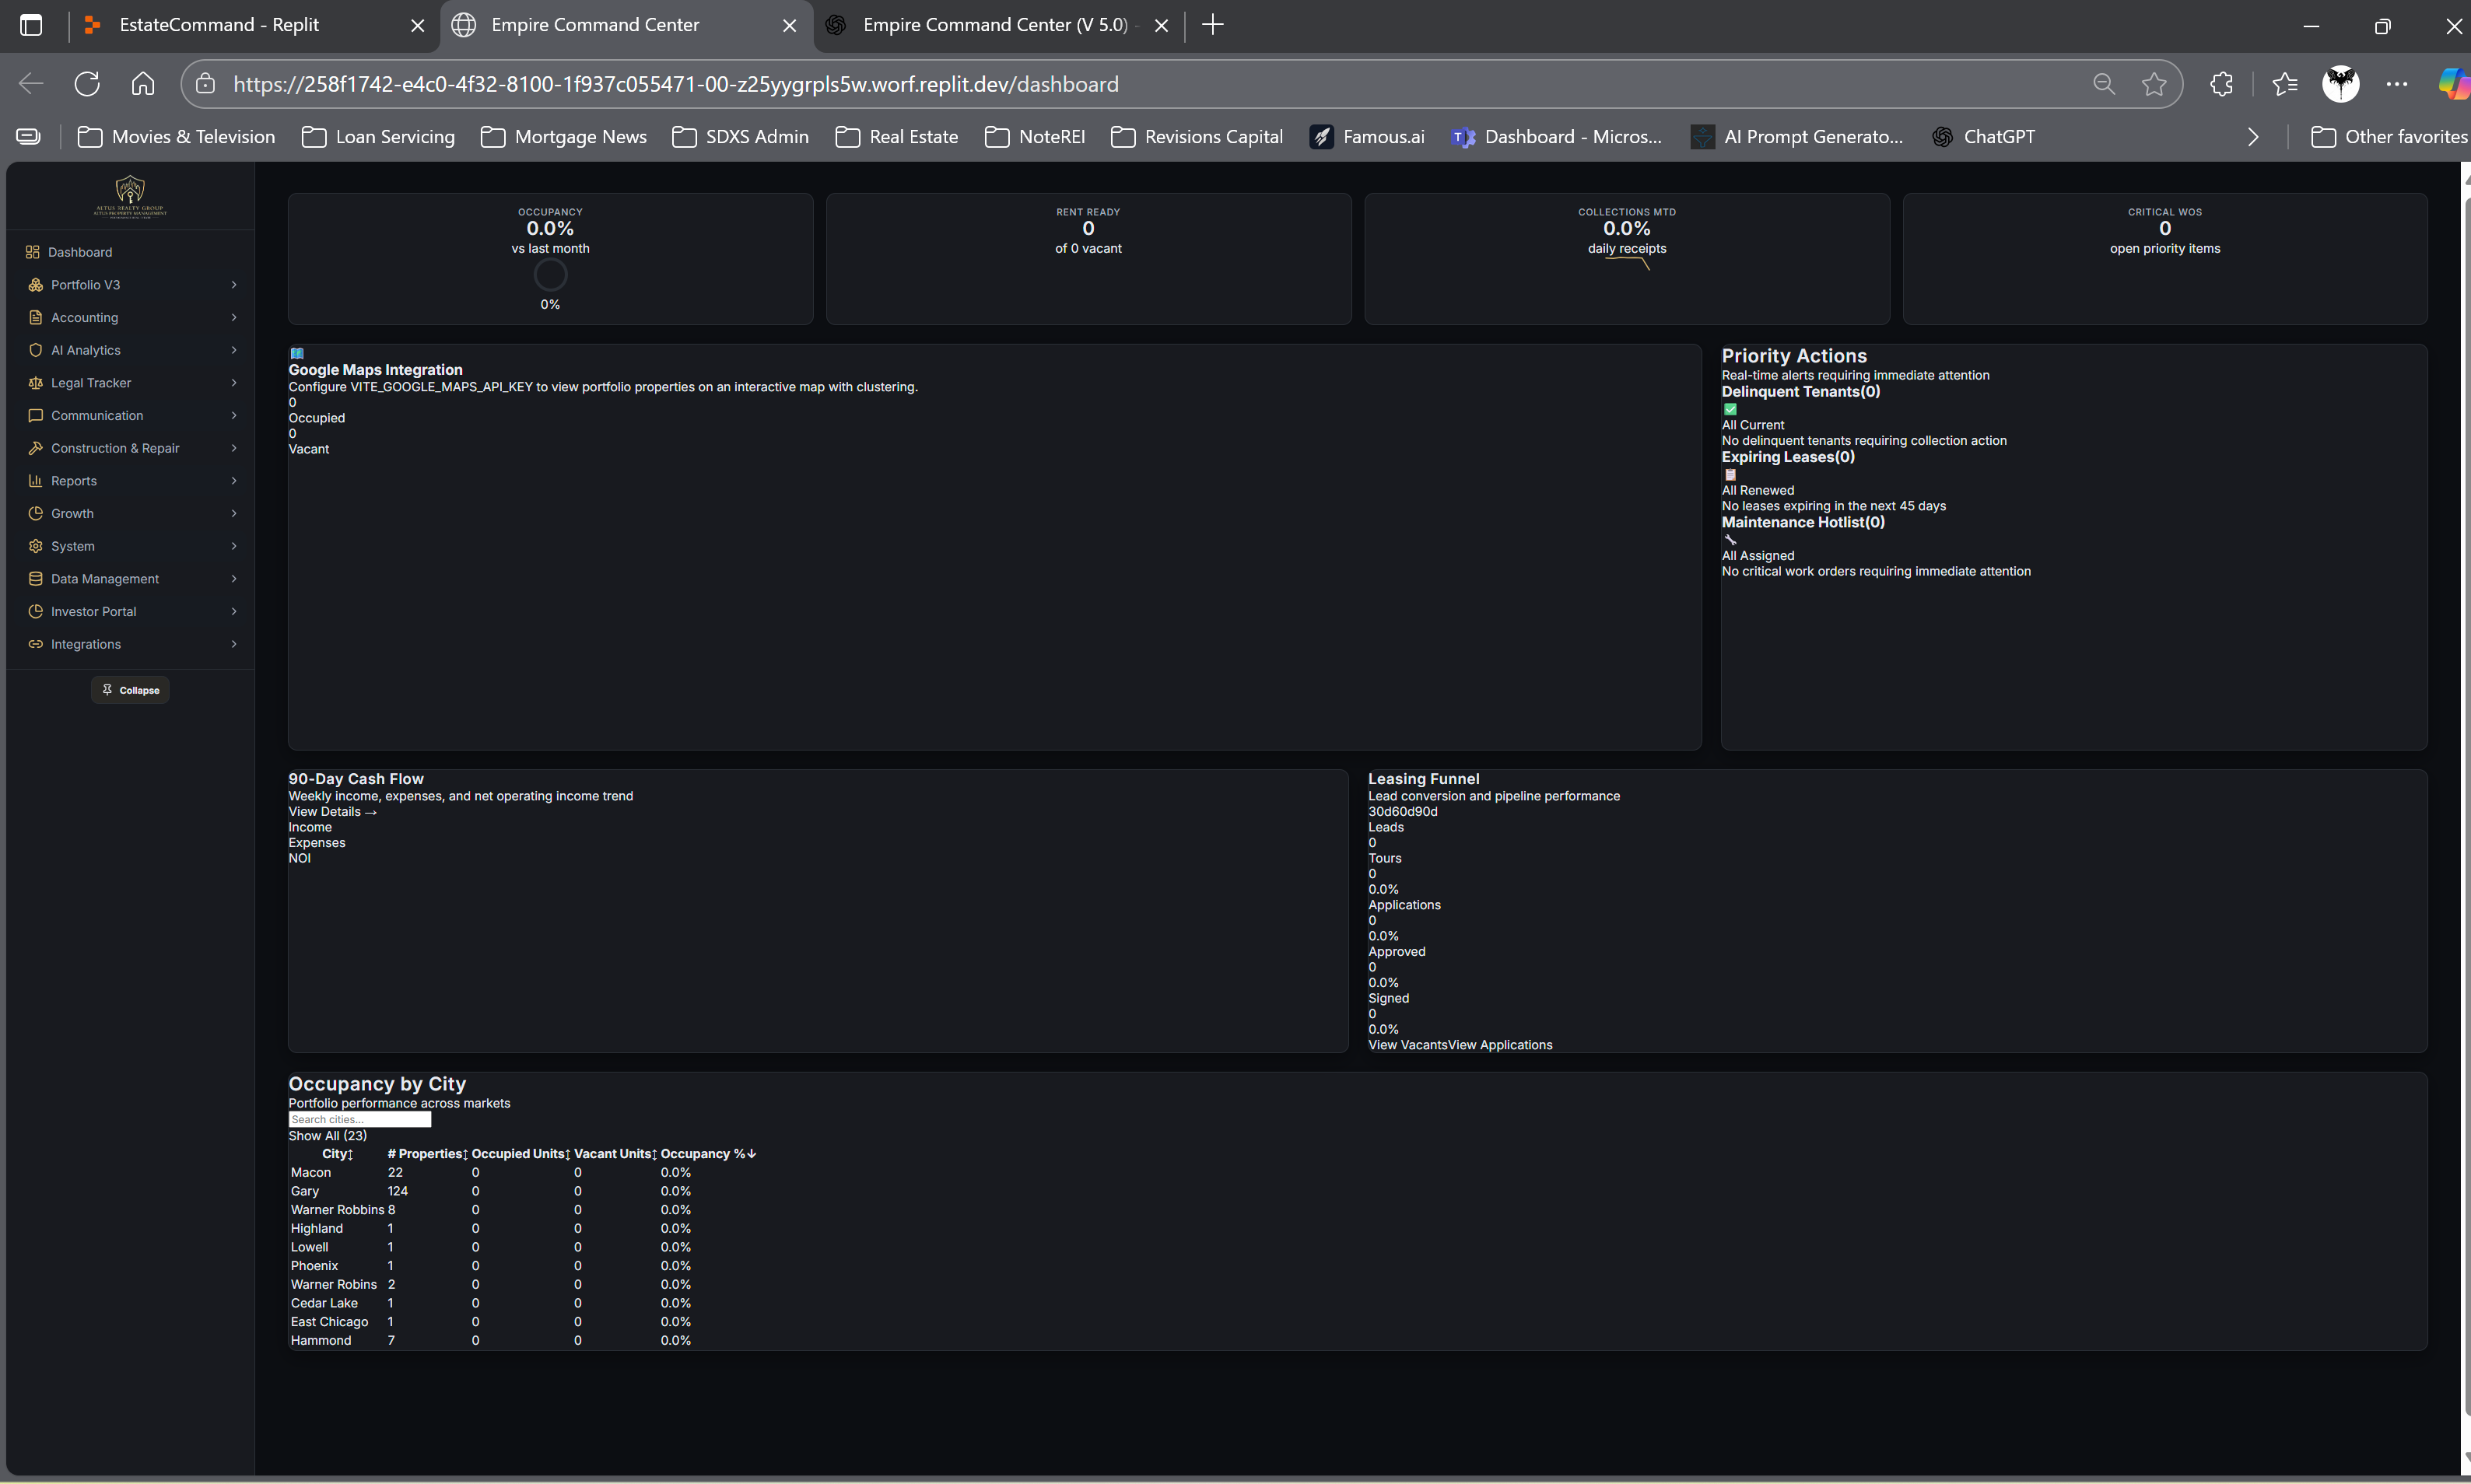 EstateCommand - Replit
Empire Command Center
Empire Command Center (V 5.0) -
https://258f1742-e4c0-4f32-8100-1f937c055471-00-z25yygrpls5w.worf.replit.dev/dashboard
Movies & Television
Loan Servicing
Mortgage News
SDXS Admin
Real Estate
NoteREI
Revisions Capital
Famous.ai
Dashboard - Micros...
AI Prompt Generato...
ChatGPT
Other favorites
ALTUS REALTY GROUP
ALTUS PROPERTY MANAGEMENT
Dashboard
Portfolio V3
Accounting
AI Analytics
Legal Tracker
Communication
Construction & Repair
Reports
Growth
System
Data Management
Investor Portal
Integrations
Collapse
OCCUPANCY
0.0%
vs last month
0%
RENT READY
0
of 0 vacant
COLLECTIONS MTD
0.0%
daily receipts
CRITICAL WOS
0
open priority items
Google Maps Integration
Configure VITE_GOOGLE_MAPS_API_KEY to view portfolio properties on an interactive map with clustering.
0
Occupied
0
Vacant
Priority Actions
Real-time alerts requiring immediate attention
Delinquent Tenants(0)
All Current
No delinquent tenants requiring collection action
Expiring Leases(0)
All Renewed
No leases expiring in the next 45 days
Maintenance Hotlist(0)
All Assigned
No critical work orders requiring immediate attention
90-Day Cash Flow
Weekly income, expenses, and net operating income trend
View Details →
Income
Expenses
NOI
Leasing Funnel
Lead conversion and pipeline performance
30d60d90d
Leads
0
Tours
0
0.0%
Applications
0
0.0%
Approved
0
0.0%
Signed
0
0.0%
View VacantsView Applications
Occupancy by City
Portfolio performance across markets
Search cities...
Show All (23)
City↕ # Properties↕ Occupied Units↕ Vacant Units↕ Occupancy %↓
Macon 22 0 0 0.0%
Gary 124 0 0 0.0%
Warner Robbins 8 0 0 0.0%
Highland 1 0 0 0.0%
Lowell 1 0 0 0.0%
Phoenix 1 0 0 0.0%
Warner Robins 2 0 0 0.0%
Cedar Lake 1 0 0 0.0%
East Chicago 1 0 0 0.0%
Hammond 7 0 0 0.0%